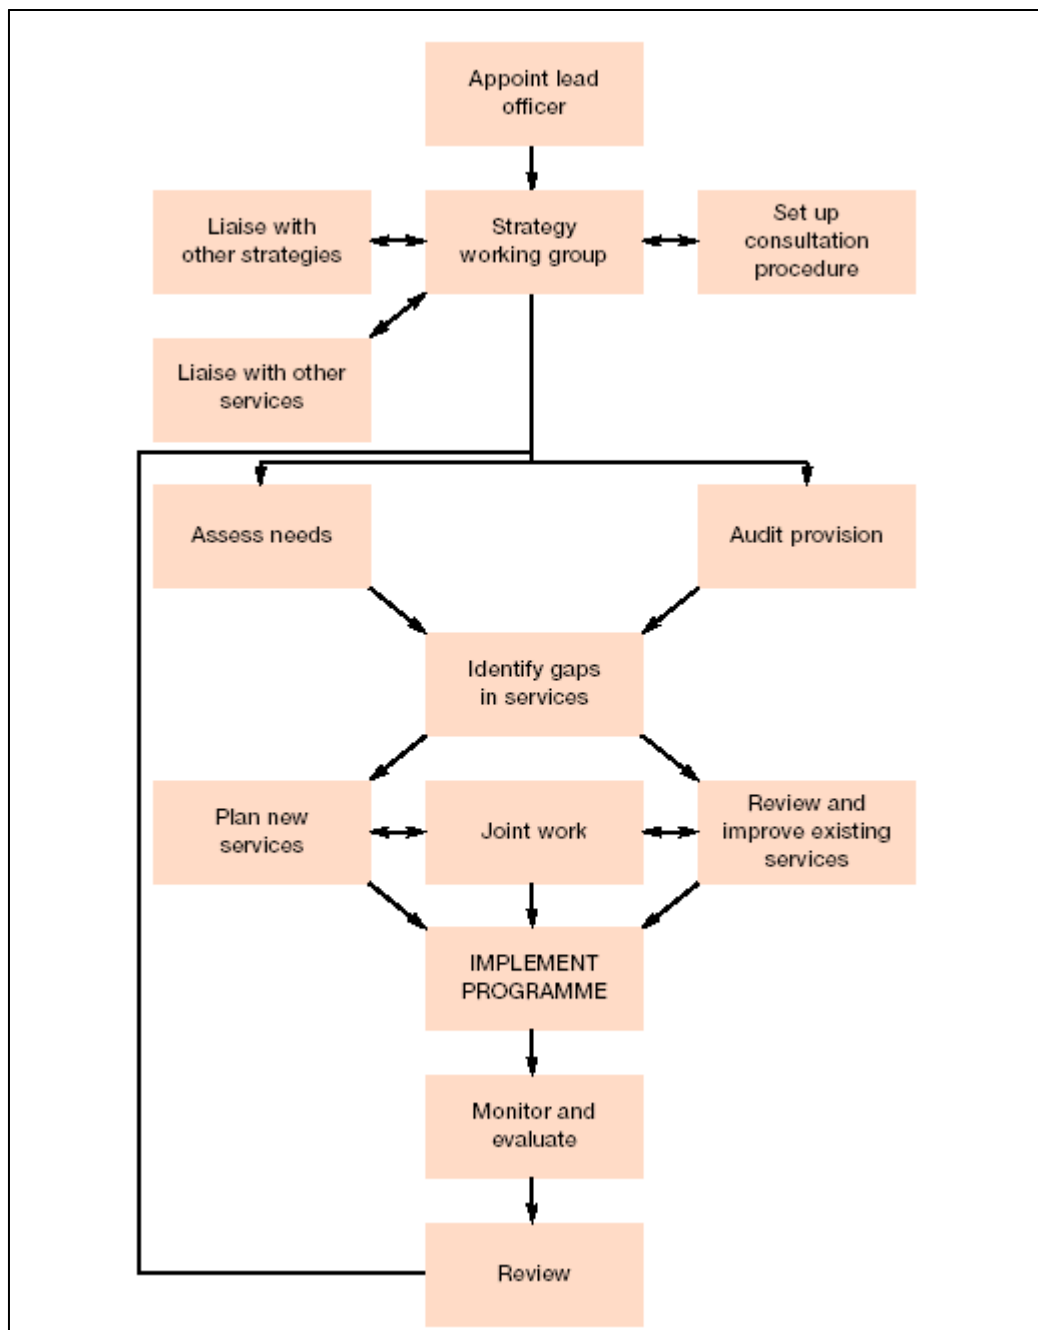 Appoint lead
officer
Liaise with
other strategies
Strategy
working group
Set up
consultation
procedure
Liaise with other
services
Assess needs
Audit provision
Identify gaps
in services
Plan new
services
Joint work
Review and
improve existing
services
IMPLEMENT
PROGRAMME
Monitor and
evaluate
Review